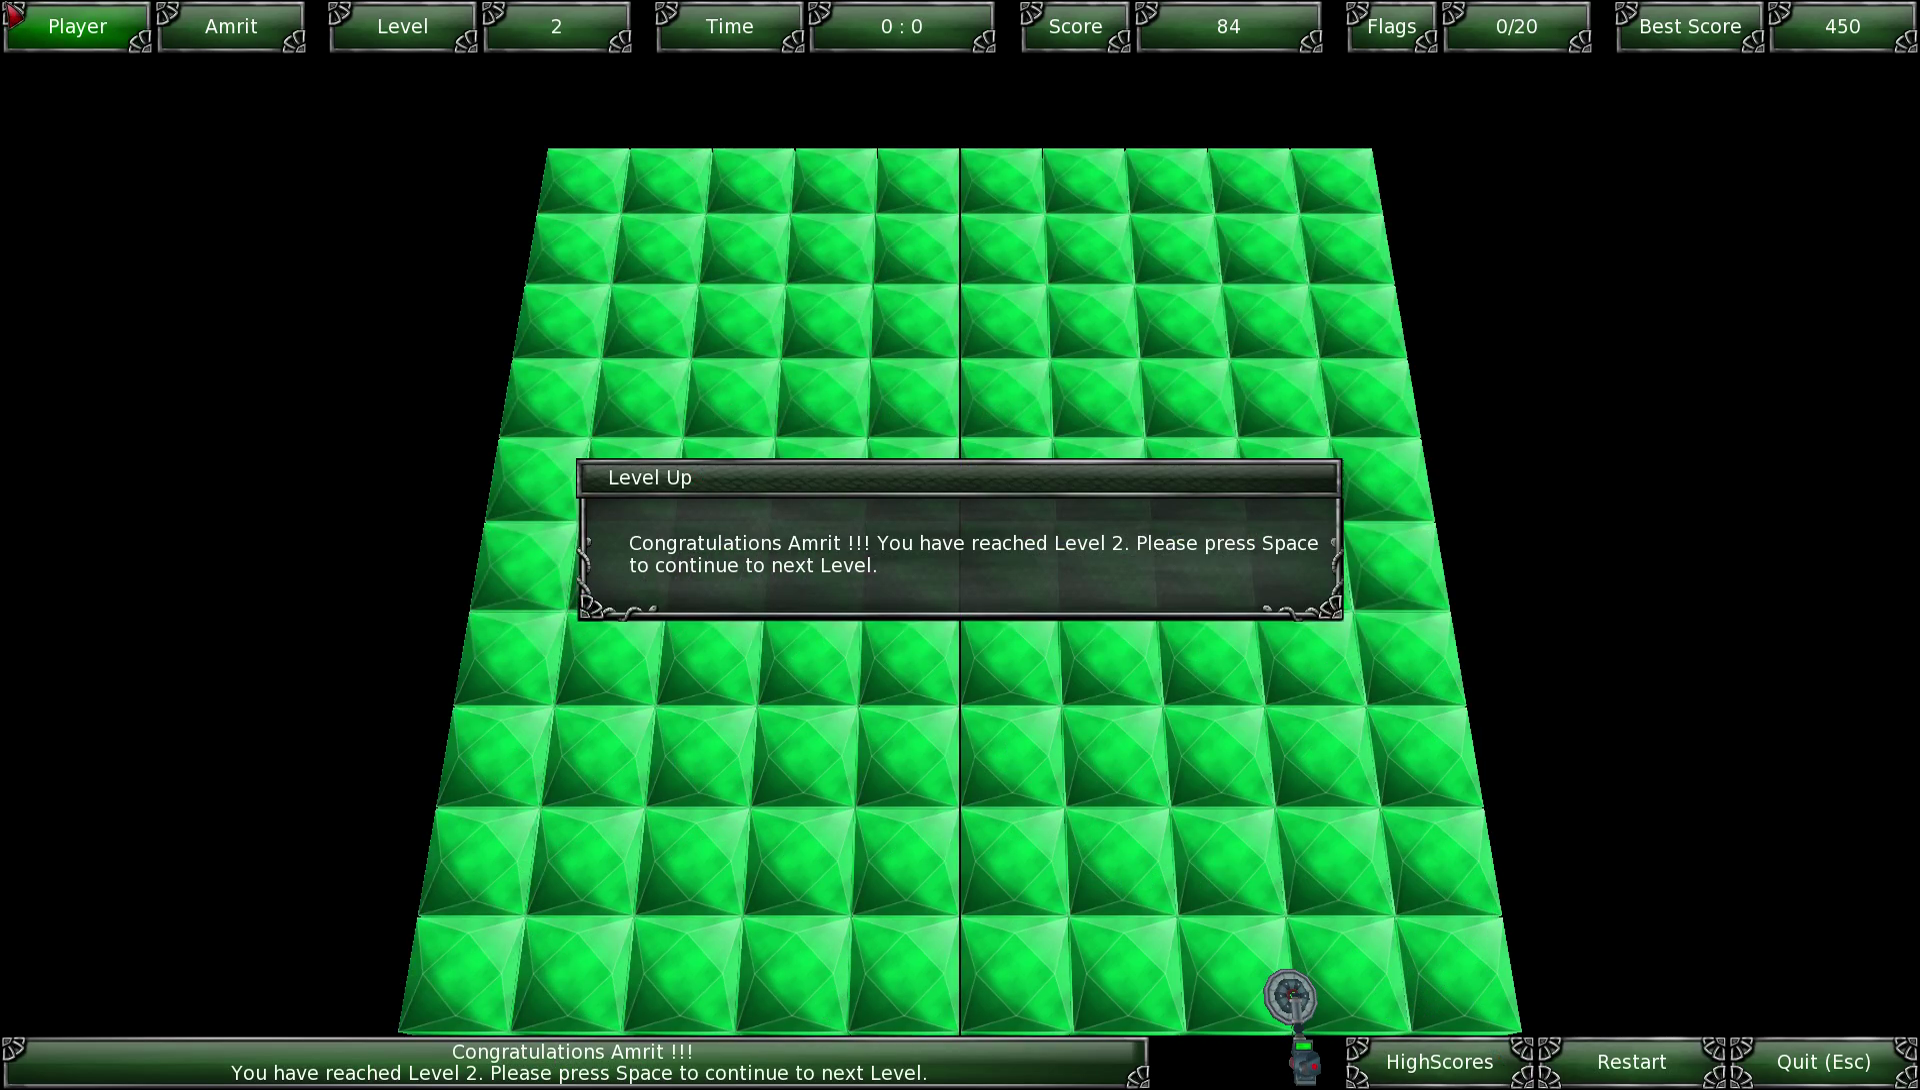 Player Amrit Level 2 Time 0 : 0 Score 84 Flags 0/20 Best Score 450
Level Up
Congratulations Amrit !!! You have reached Level 2. Please press Space
to continue to next Level.
Congratulations Amrit !!!
You have reached Level 2. Please press Space to continue to next Level.
HighScores Restart Quit (Esc)